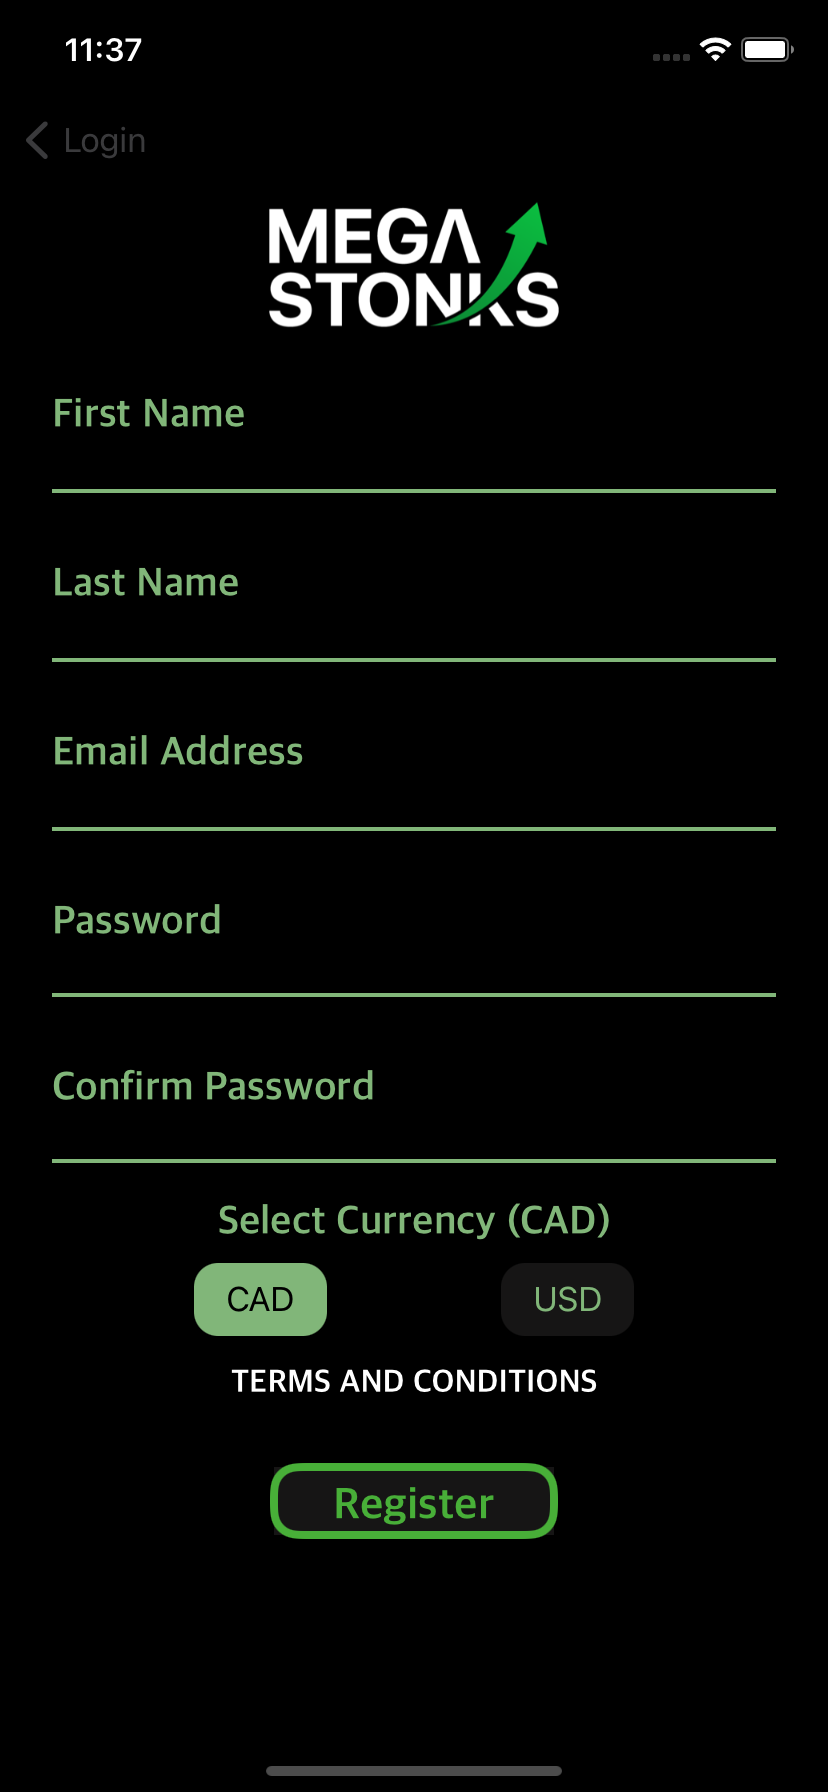 11:37
Login
MEGA
STONKS
First Name
Last Name
Email Address
Password
Confirm Password
Select Currency (CAD)
CAD USD
TERMS AND CONDITIONS
Register